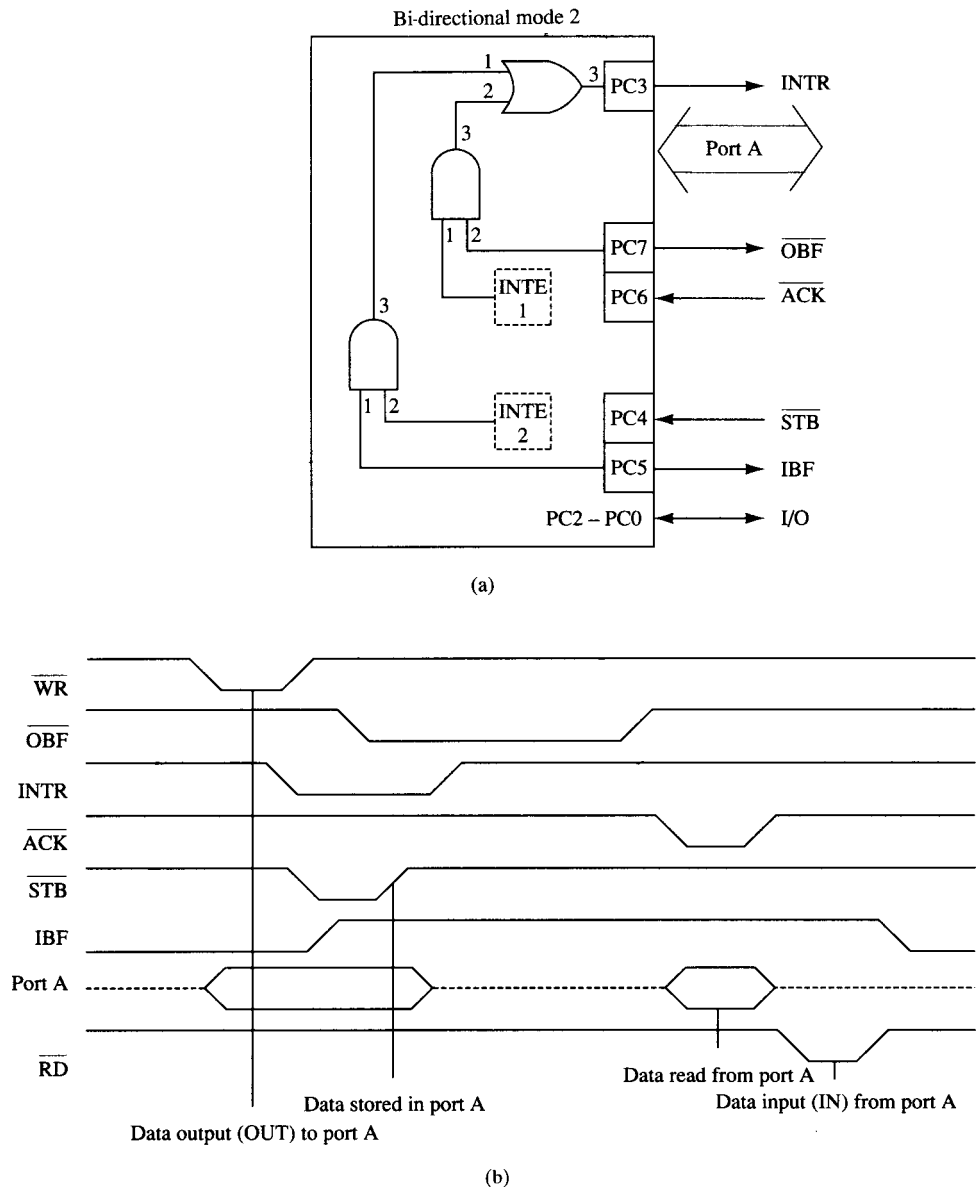 Bi-directional mode 2
1
2
3
PC3
INTR
Port A
3
1
2
PC7
OBF
INTE
1
PC6
ACK
3
1
2
INTE
2
PC4
STB
PC5
IBF
PC2 – PC0
I/O
(a)
WR
OBF
INTR
ACK
STB
IBF
Port A
RD
Data read from port A
Data stored in port A
Data input (IN) from port A
Data output (OUT) to port A
(b)